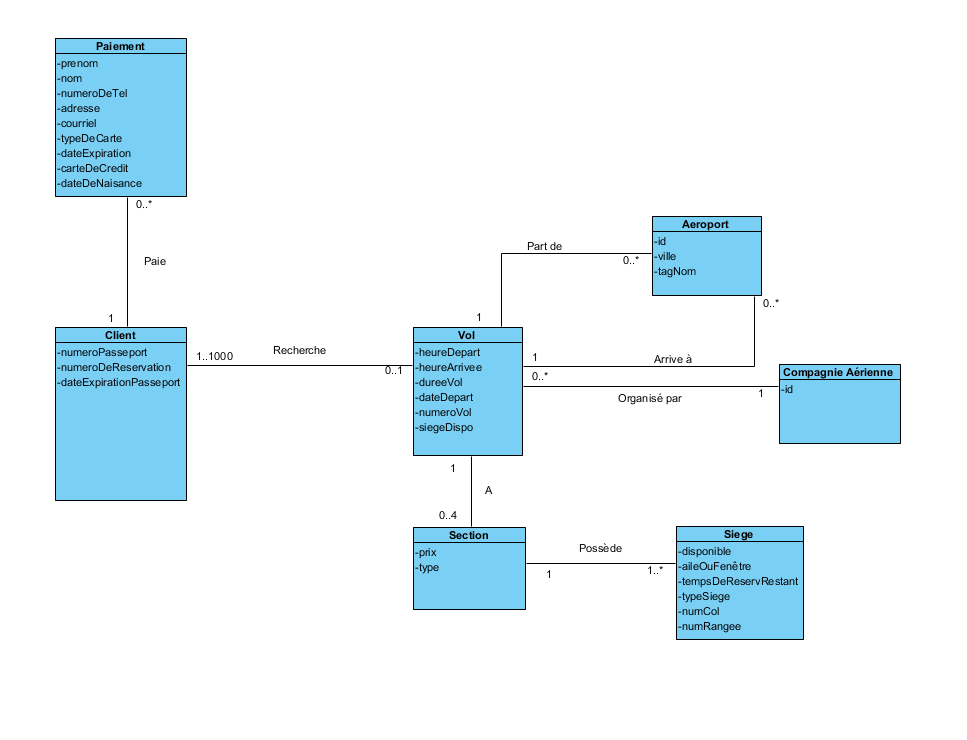 Paiement
-prenom
-nom
-numeroDeTel
-adresse
-courriel
-typeDeCarte
-dateExpiration
-carteDeCredit
-dateDeNaisance
0..*
Paie
1
Client
-numeroPasseport
-numeroDeReservation
-dateExpirationPasseport
1..1000
Recherche
0..1
Vol
-heureDepart
-heureArrivee
-dureeVol
-dateDepart
-numeroVol
-siegeDispo
1
Part de
0..*
Aeroport
-id
-ville
-tagNom
0..*
1
Arrive à
0..*
Organisé par
1
Compagnie Aérienne
-id
1
A
0..4
Section
-prix
-type
1
Possède
1..*
Siege
-disponible
-aileOuFenêtre
-tempsDeReservRestant
-typeSiege
-numCol
-numRangee